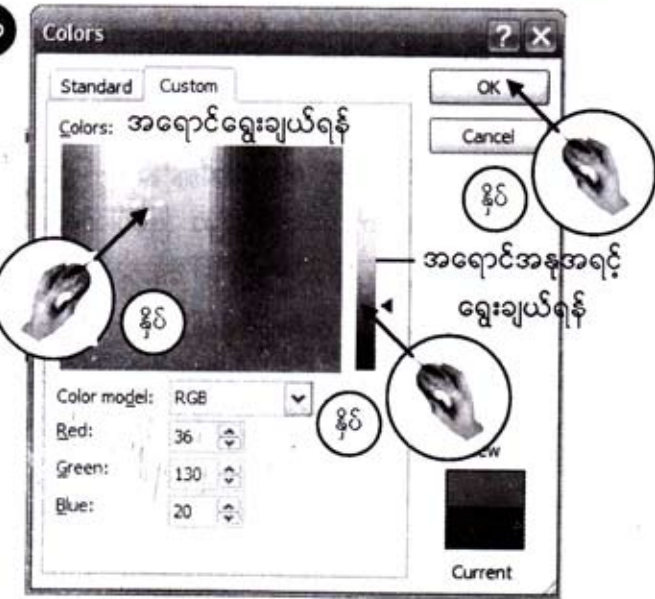 Colors
Standard Custom
OK
Colors: အရောင်ရွေးချယ်ရန်
Cancel
နှိပ်
အရောင်အနုအရင့်
ရွေးချယ်ရန်
နှိပ်
Color model: RGB
နှိပ်
Red: 36
Green: 130
Blue: 20
Current